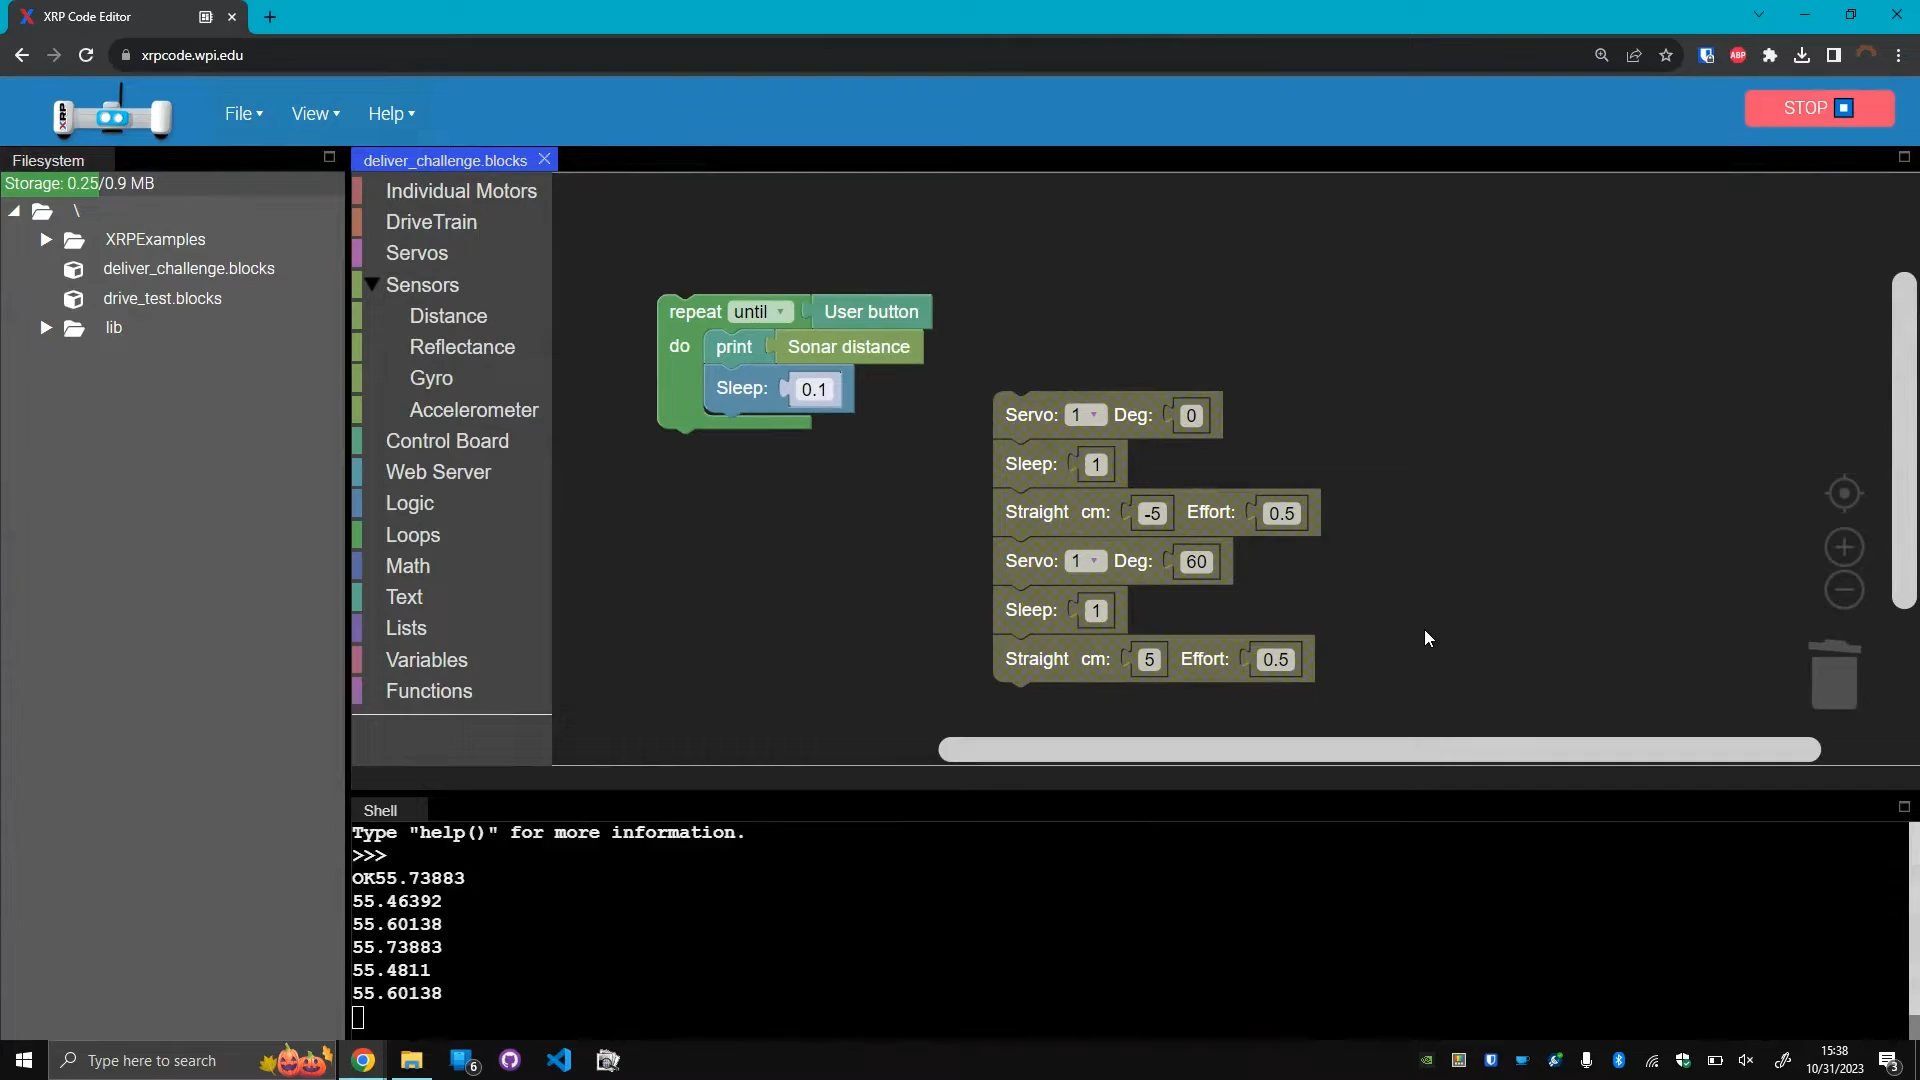 XRP Code Editor
xrpcode.wpi.edu
ABP
XRP
File
View
Help
STOP
Filesystem
Storage: 0.25/0.9 MB
\
XRPExamples
deliver_challenge.blocks
drive_test.blocks
lib
deliver_challenge.blocks
Individual Motors
DriveTrain
Servos
Sensors
Distance
Reflectance
Gyro
Accelerometer
Control Board
Web Server
Logic
Loops
Math
Text
Lists
Variables
Functions
repeat until User button
do print Sonar distance
Sleep: 0.1
Servo: 1 Deg: 0
Sleep: 1
Straight cm: -5 Effort: 0.5
Servo: 1 Deg: 60
Sleep: 1
Straight cm: 5 Effort: 0.5
Shell
Type "help()" for more information.
>>>
OK55.73883
55.46392
55.60138
55.73883
55.4811
55.60138
Type here to search
6
15:38
10/31/2023
3